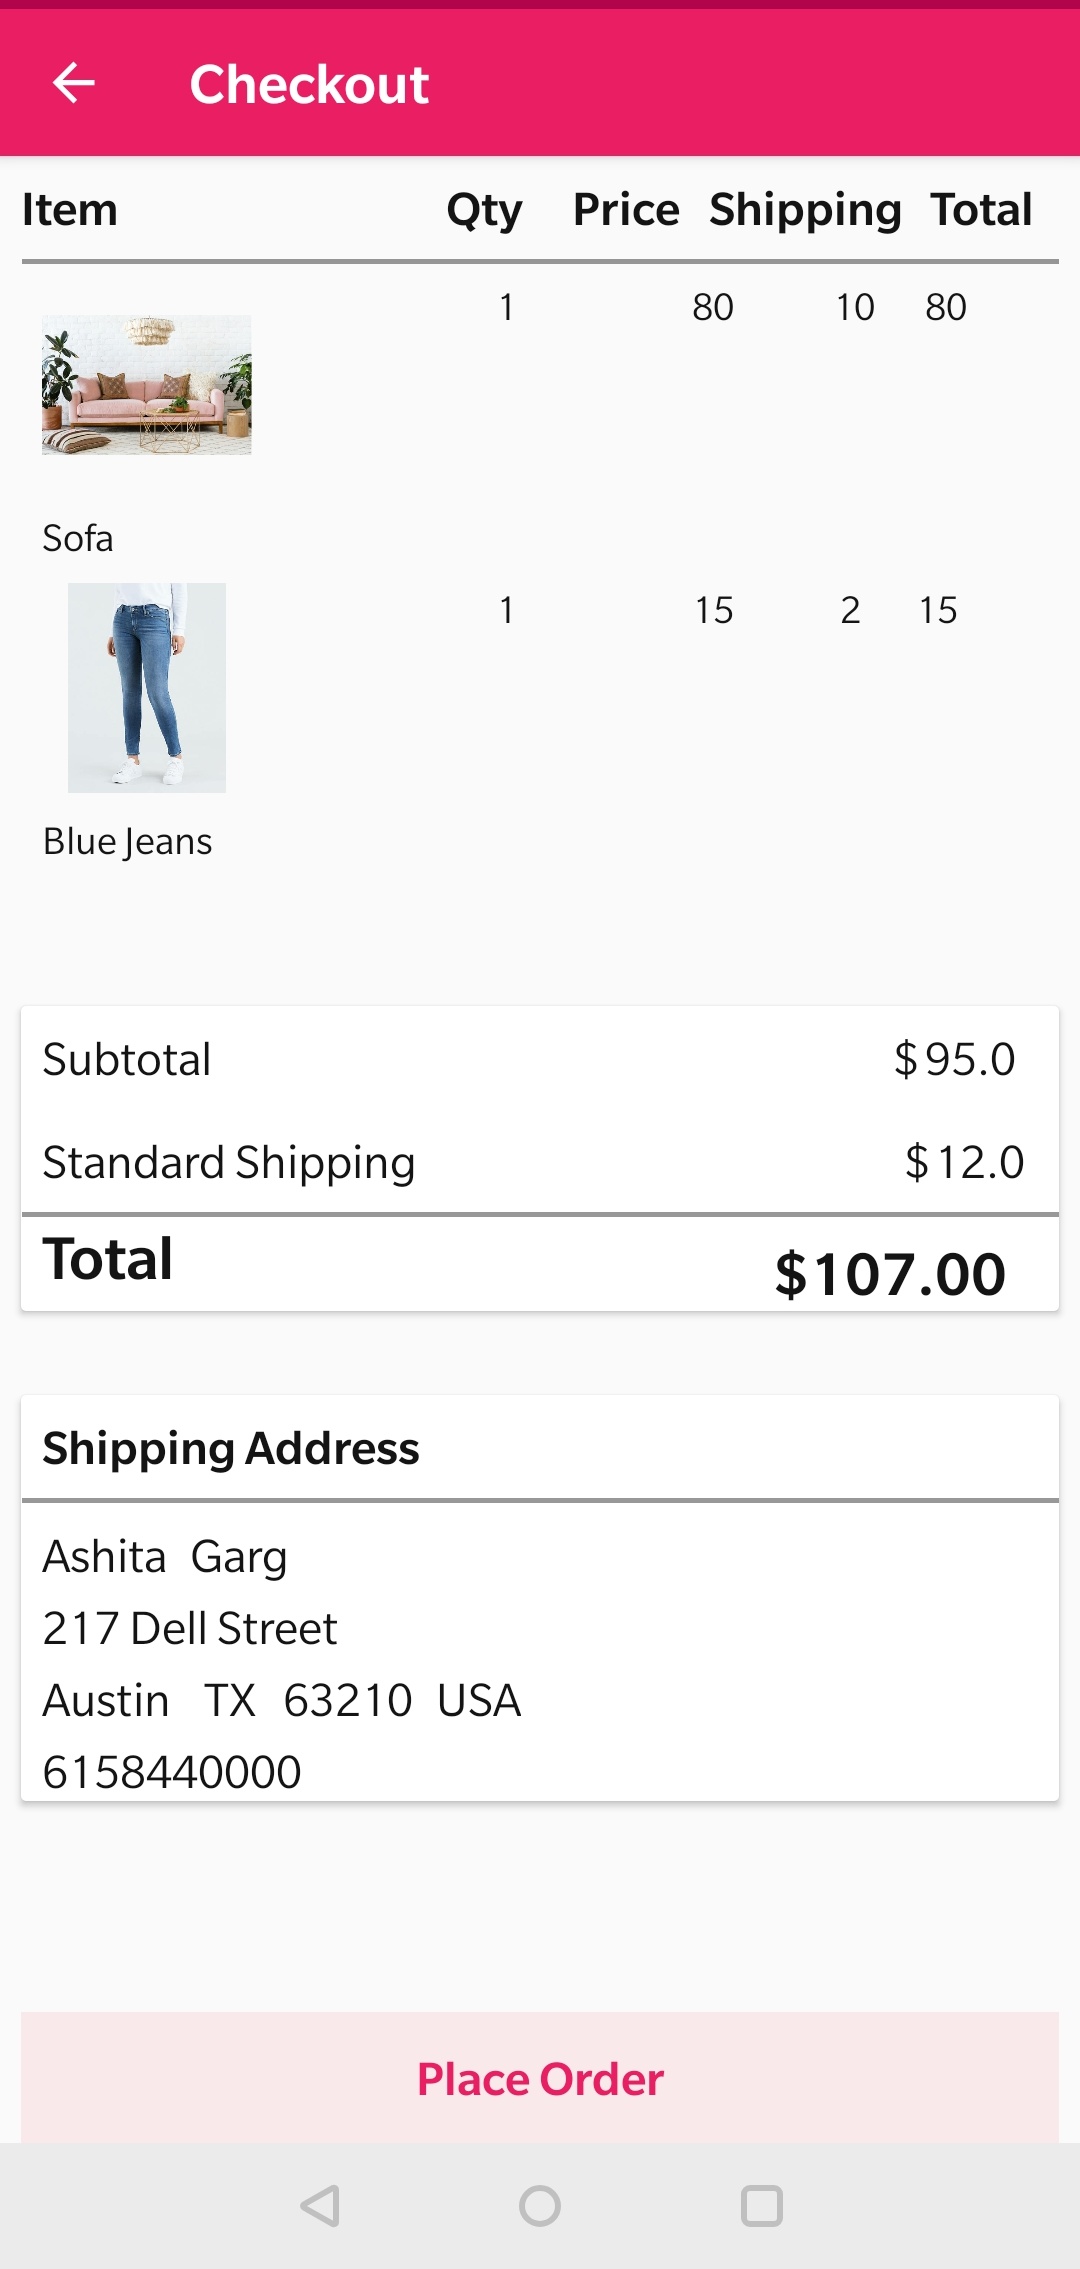 Checkout
Item Qty Price Shipping Total
1 80 10 80
Sofa
1 15 2 15
Blue Jeans
Subtotal $95.0
Standard Shipping $12.0
Total $107.00
Shipping Address
Ashita Garg
217 Dell Street
Austin TX 63210 USA
6158440000
Place Order